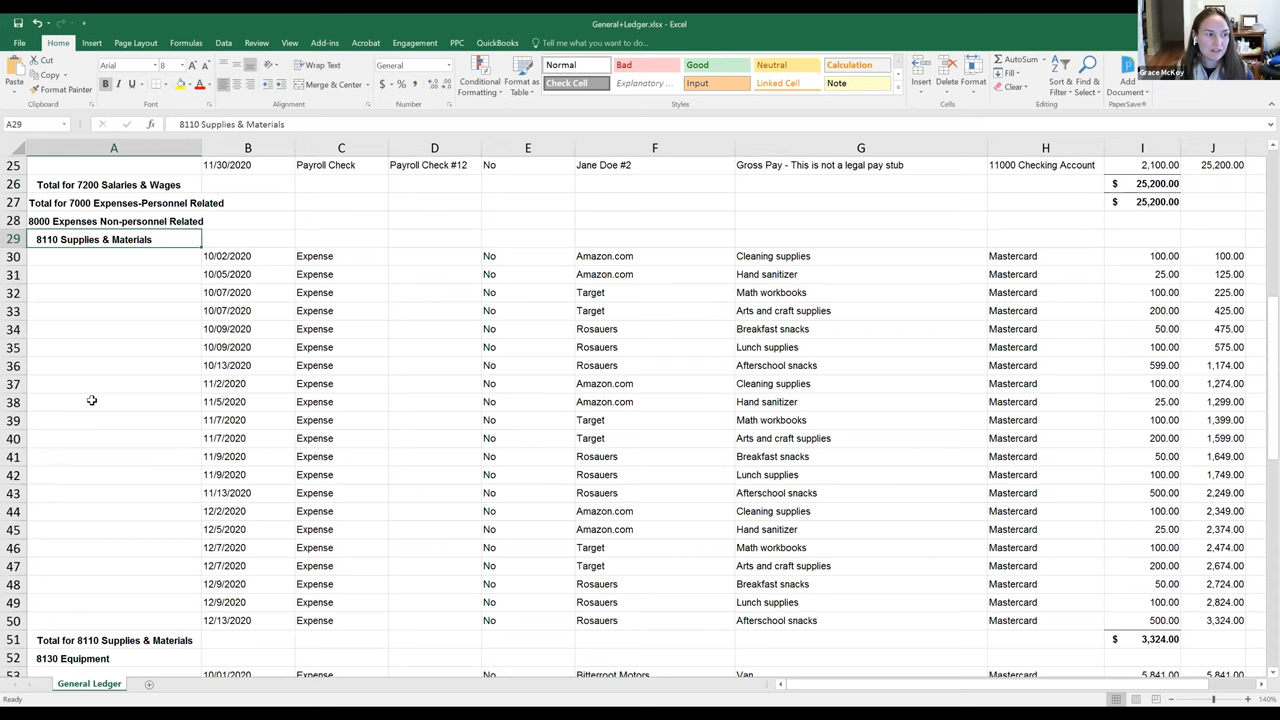 General+Ledger.xlsx - Excel
File Home Insert Page Layout Formulas Data Review View Add-ins Acrobat Engagement PPC QuickBooks Tell me what you want to do...
Grace McKoy
Paste Cut Copy Format Painter Clipboard
Arial 8 B I U A A Font
Merge & Center Alignment
General $ % , Number
Conditional Formatting Format as Table
Normal Bad Good Neutral Calculation
Check Cell Explanatory ... Input Linked Cell Note
Styles
Insert Delete Format Cells
AutoSum Fill Clear Sort & Filter Find & Select Editing
Save As Document PaperSave
A29 fx 8110 Supplies & Materials
A B C D E F G H I J
25 11/30/2020 Payroll Check Payroll Check #12 No Jane Doe #2 Gross Pay - This is not a legal pay stub 11000 Checking Account 2,100.00 25,200.00
26 Total for 7200 Salaries & Wages $ 25,200.00
27 Total for 7000 Expenses-Personnel Related $ 25,200.00
28 8000 Expenses Non-personnel Related
29 8110 Supplies & Materials
30 10/02/2020 Expense No Amazon.com Cleaning supplies Mastercard 100.00 100.00
31 10/05/2020 Expense No Amazon.com Hand sanitizer Mastercard 25.00 125.00
32 10/07/2020 Expense No Target Math workbooks Mastercard 100.00 225.00
33 10/07/2020 Expense No Target Arts and craft supplies Mastercard 200.00 425.00
34 10/09/2020 Expense No Rosauers Breakfast snacks Mastercard 50.00 475.00
35 10/09/2020 Expense No Rosauers Lunch supplies Mastercard 100.00 575.00
36 10/13/2020 Expense No Rosauers Afterschool snacks Mastercard 599.00 1,174.00
37 11/2/2020 Expense No Amazon.com Cleaning supplies Mastercard 100.00 1,274.00
38 11/5/2020 Expense No Amazon.com Hand sanitizer Mastercard 25.00 1,299.00
39 11/7/2020 Expense No Target Math workbooks Mastercard 100.00 1,399.00
40 11/7/2020 Expense No Target Arts and craft supplies Mastercard 200.00 1,599.00
41 11/9/2020 Expense No Rosauers Breakfast snacks Mastercard 50.00 1,649.00
42 11/9/2020 Expense No Rosauers Lunch supplies Mastercard 100.00 1,749.00
43 11/13/2020 Expense No Rosauers Afterschool snacks Mastercard 500.00 2,249.00
44 12/2/2020 Expense No Amazon.com Cleaning supplies Mastercard 100.00 2,349.00
45 12/5/2020 Expense No Amazon.com Hand sanitizer Mastercard 25.00 2,374.00
46 12/7/2020 Expense No Target Math workbooks Mastercard 100.00 2,474.00
47 12/7/2020 Expense No Target Arts and craft supplies Mastercard 200.00 2,674.00
48 12/9/2020 Expense No Rosauers Breakfast snacks Mastercard 50.00 2,724.00
49 12/9/2020 Expense No Rosauers Lunch supplies Mastercard 100.00 2,824.00
50 12/13/2020 Expense No Rosauers Afterschool snacks Mastercard 500.00 3,324.00
51 Total for 8110 Supplies & Materials $ 3,324.00
52 8130 Equipment
53 10/01/2020 Expense No Bitterroot Motors Van Mastercard 5,841.00 5,841.00
General Ledger
Ready 140%